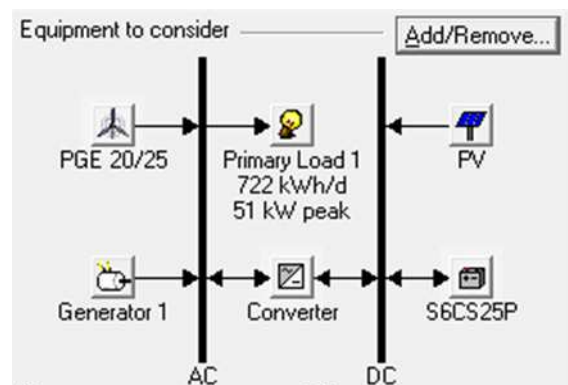 Equipment to consider
Add/Remove...
PGE 20/25
Primary Load 1
722 kWh/d
51 kW peak
PV
Generator 1
Converter
S6CS25P
AC
DC